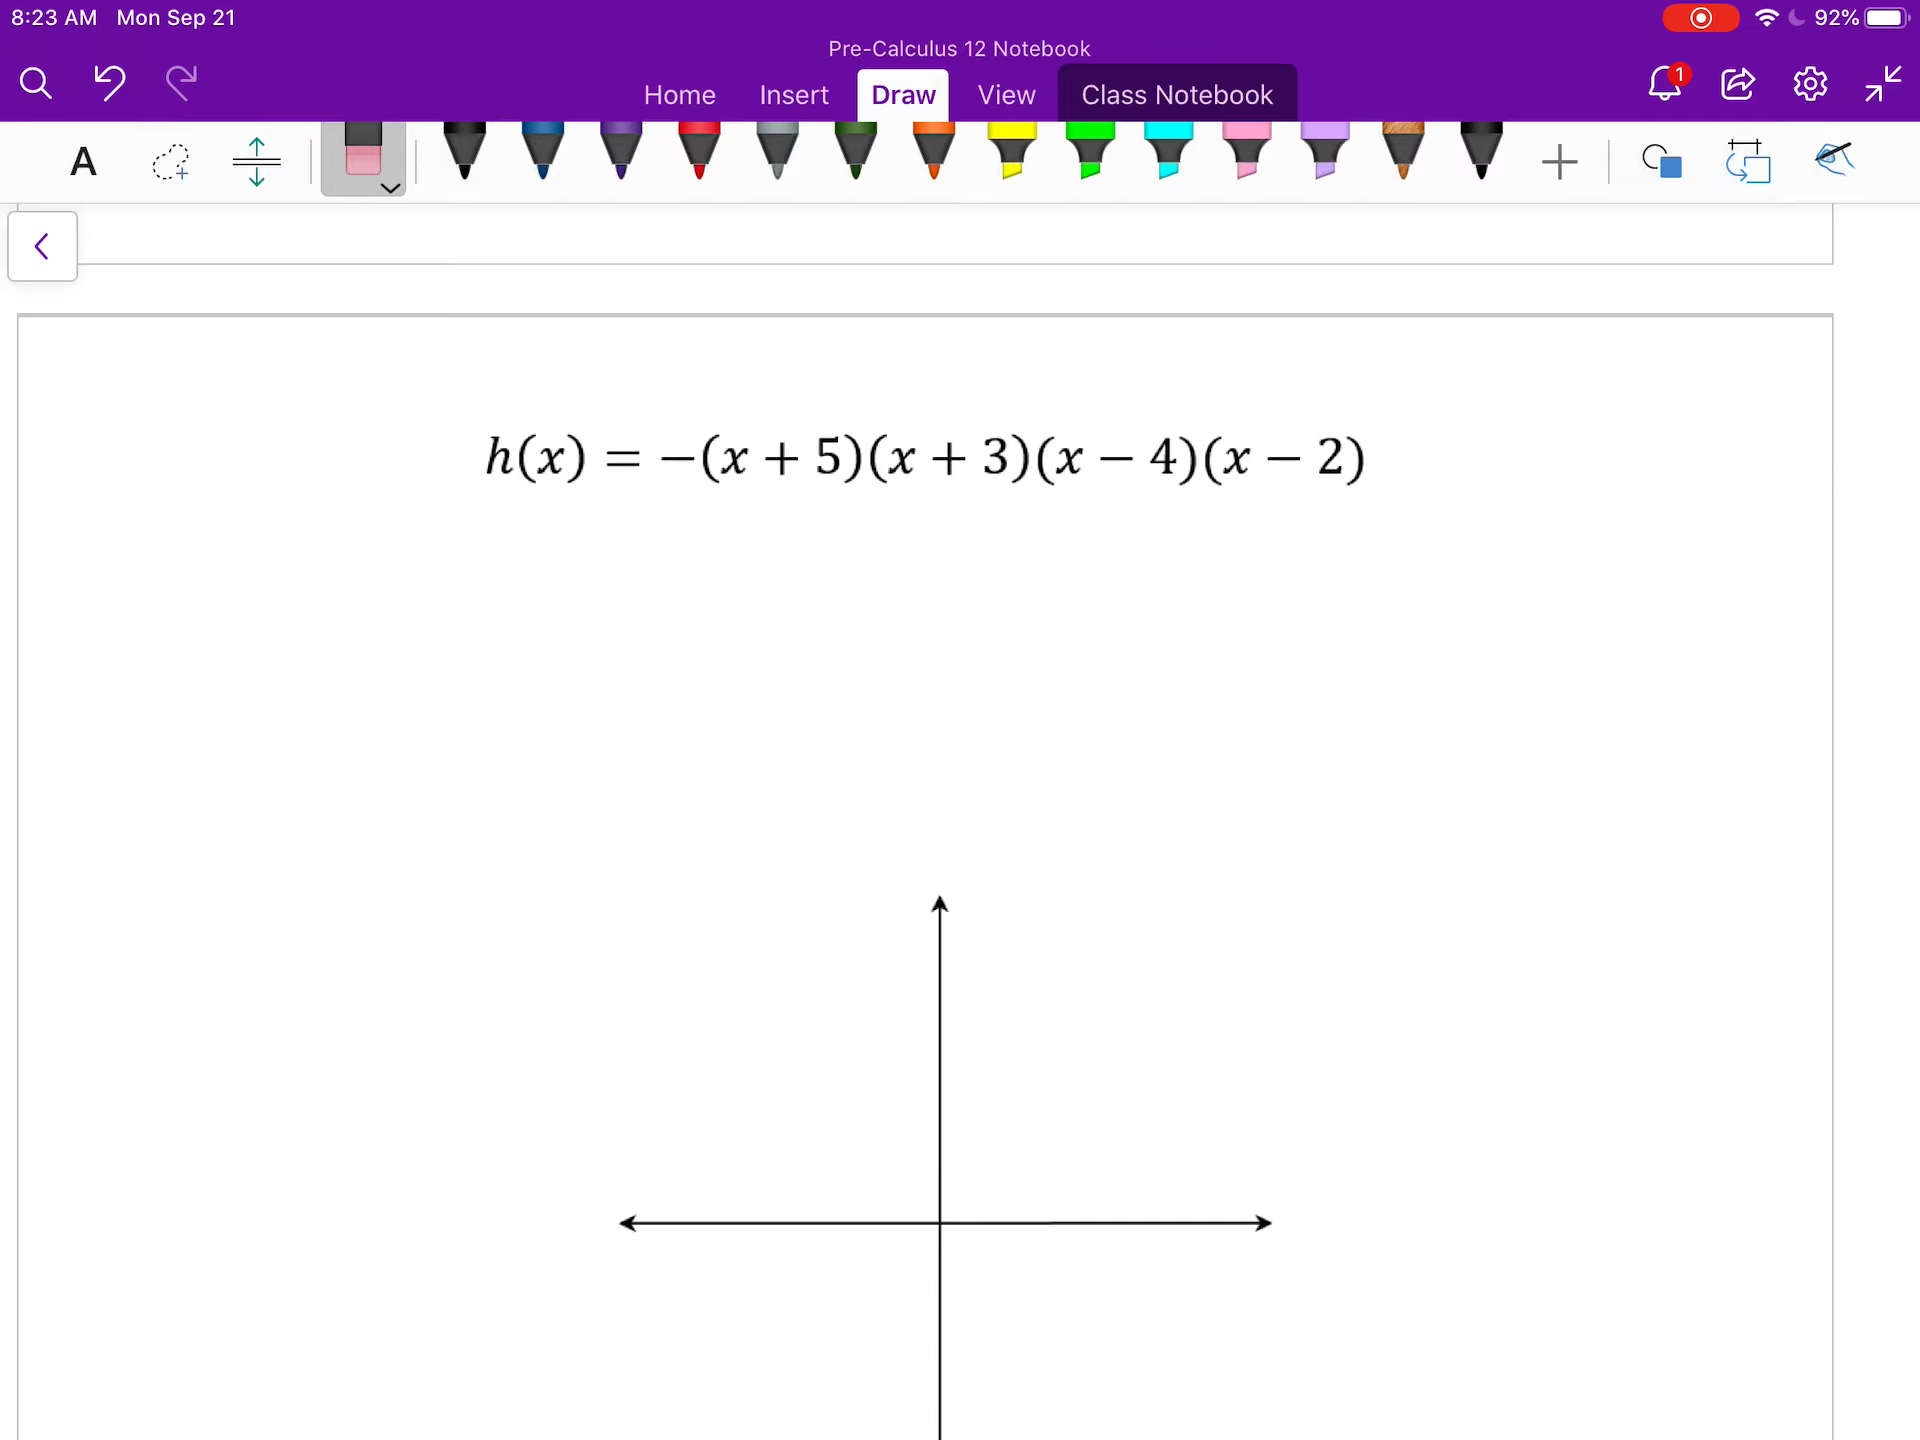 8:23 AM Mon Sep 21
92%
Pre-Calculus 12 Notebook
Home Insert Draw View Class Notebook
1
A
h(x) = −(x + 5)(x + 3)(x − 4)(x − 2)